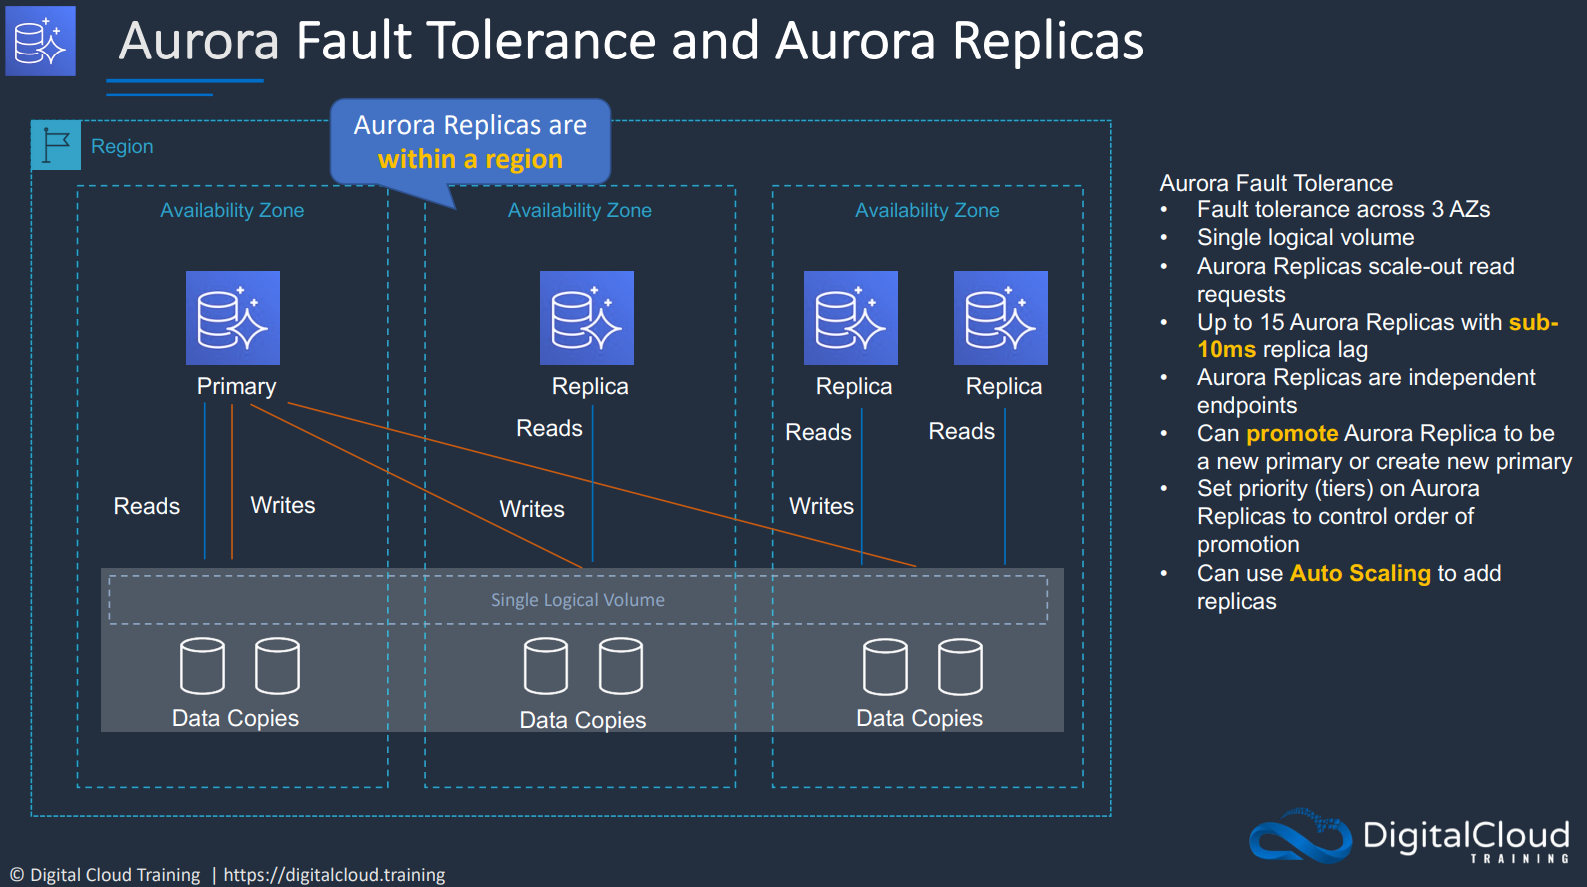 Aurora Fault Tolerance and Aurora Replicas
Aurora Replicas are
within a region
Region
Availability Zone
Availability Zone
Availability Zone
Primary
Replica
Replica
Replica
Reads
Reads
Reads
Reads
Writes
Writes
Writes
Single Logical Volume
Data Copies
Data Copies
Data Copies
Aurora Fault Tolerance
• Fault tolerance across 3 AZs
• Single logical volume
• Aurora Replicas scale-out read
requests
• Up to 15 Aurora Replicas with sub-
10ms replica lag
• Aurora Replicas are independent
endpoints
• Can promote Aurora Replica to be
a new primary or create new primary
• Set priority (tiers) on Aurora
Replicas to control order of
promotion
• Can use Auto Scaling to add
replicas
DigitalCloud
TRAINING
© Digital Cloud Training | https://digitalcloud.training